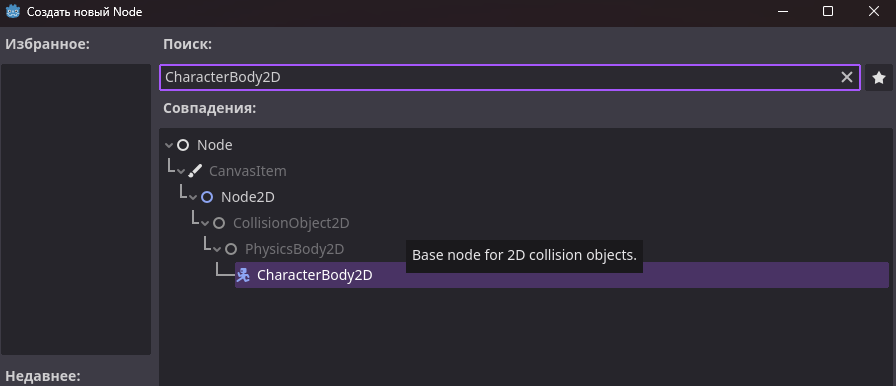 Создать новый Node
Избранное:
Поиск:
CharacterBody2D
Совпадения:
Node
CanvasItem
Node2D
CollisionObject2D
PhysicsBody2D
Base node for 2D collision objects.
CharacterBody2D
Недавнее: